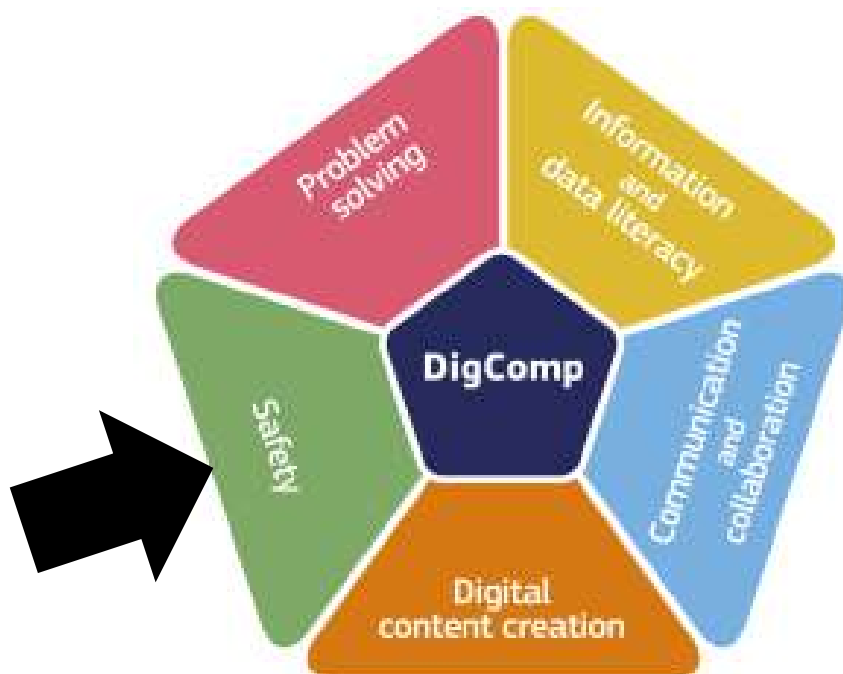 Problem
solving
Information
and
data literacy
DigComp
Safety
Communication
and
collaboration
Digital
content creation